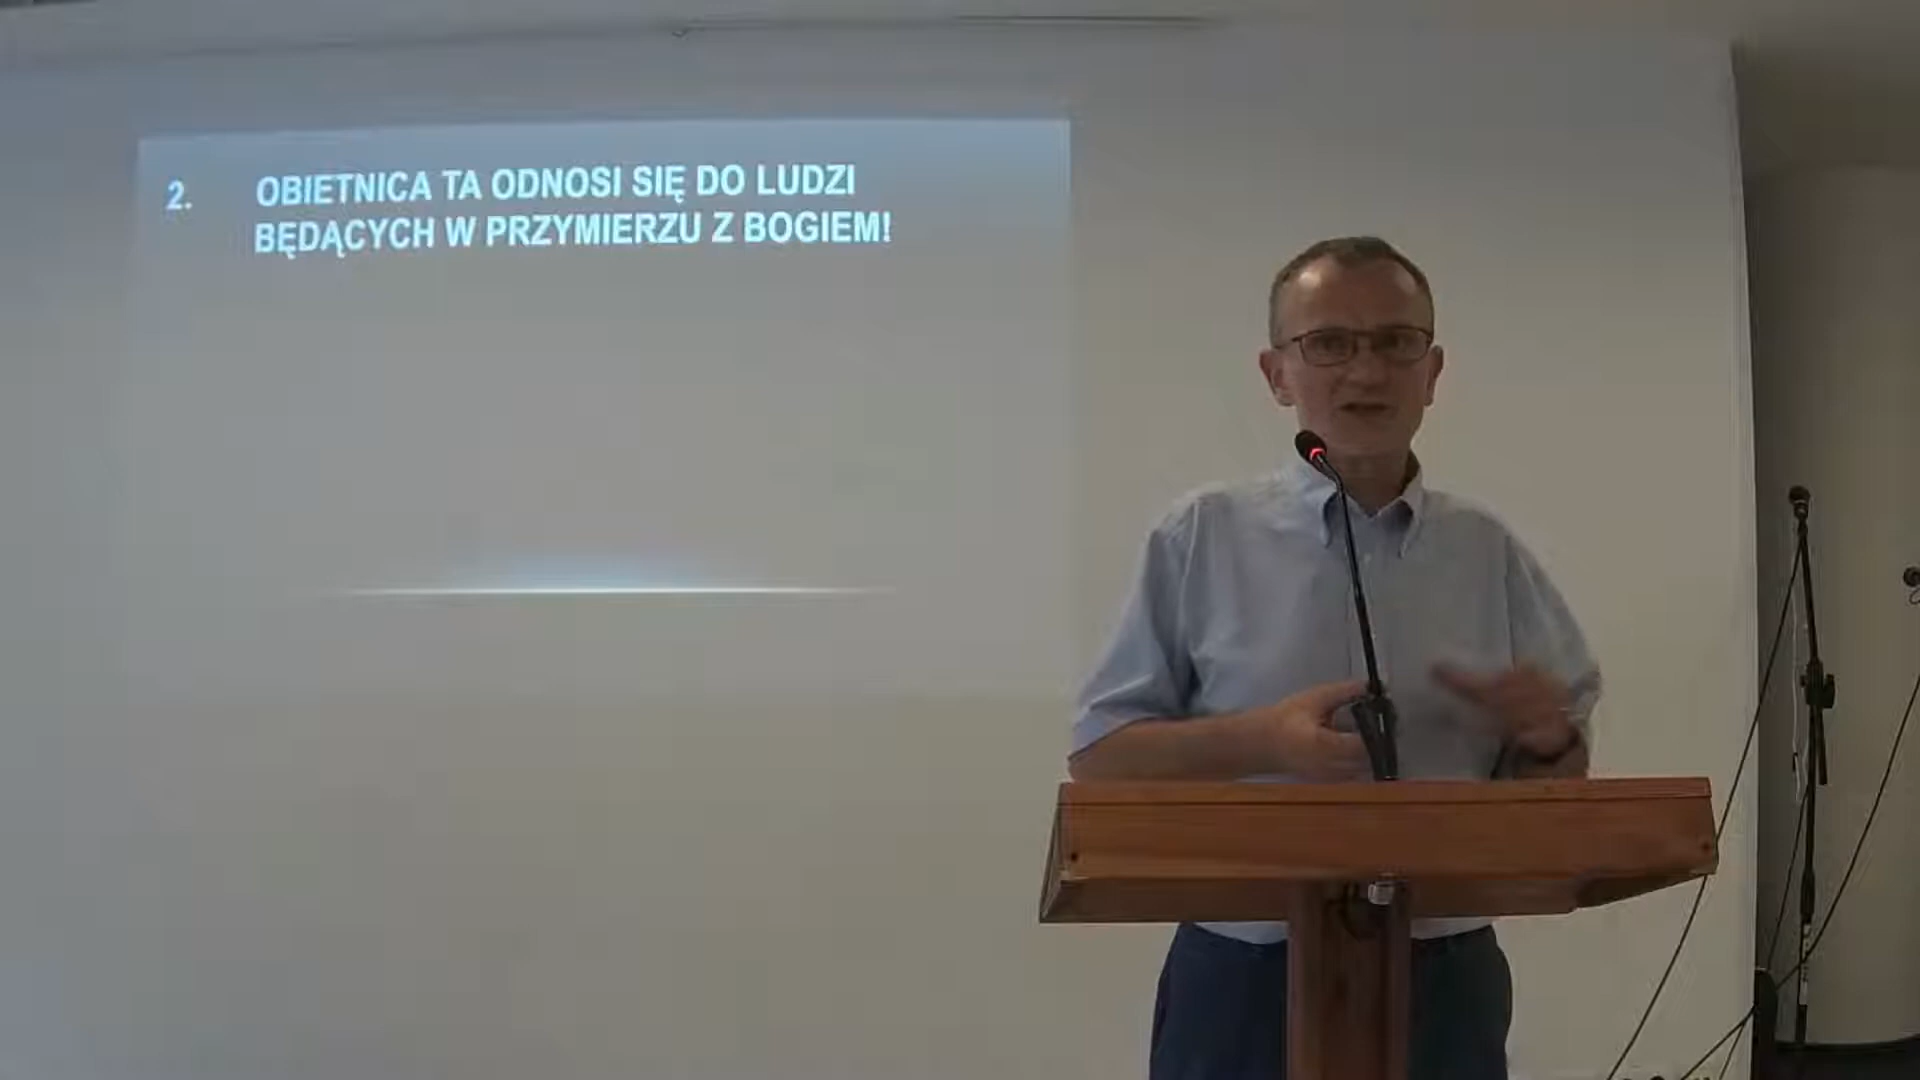 2. OBIETNICA TA ODNOSI SIĘ DO LUDZI
BĘDĄCYCH W PRZYMIERZU Z BOGIEM!